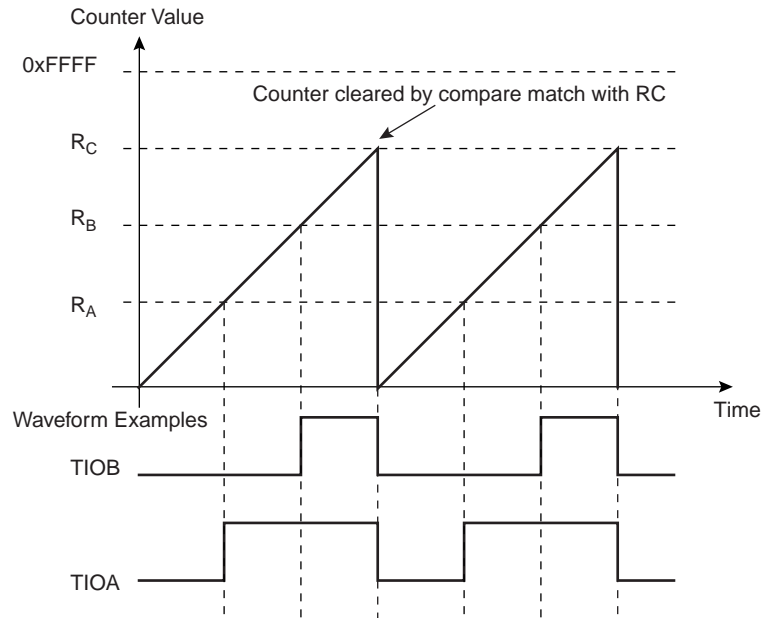 Counter Value
0xFFFF
Counter cleared by compare match with RC
RC
RB
RA
Time
Waveform Examples
TIOB
TIOA